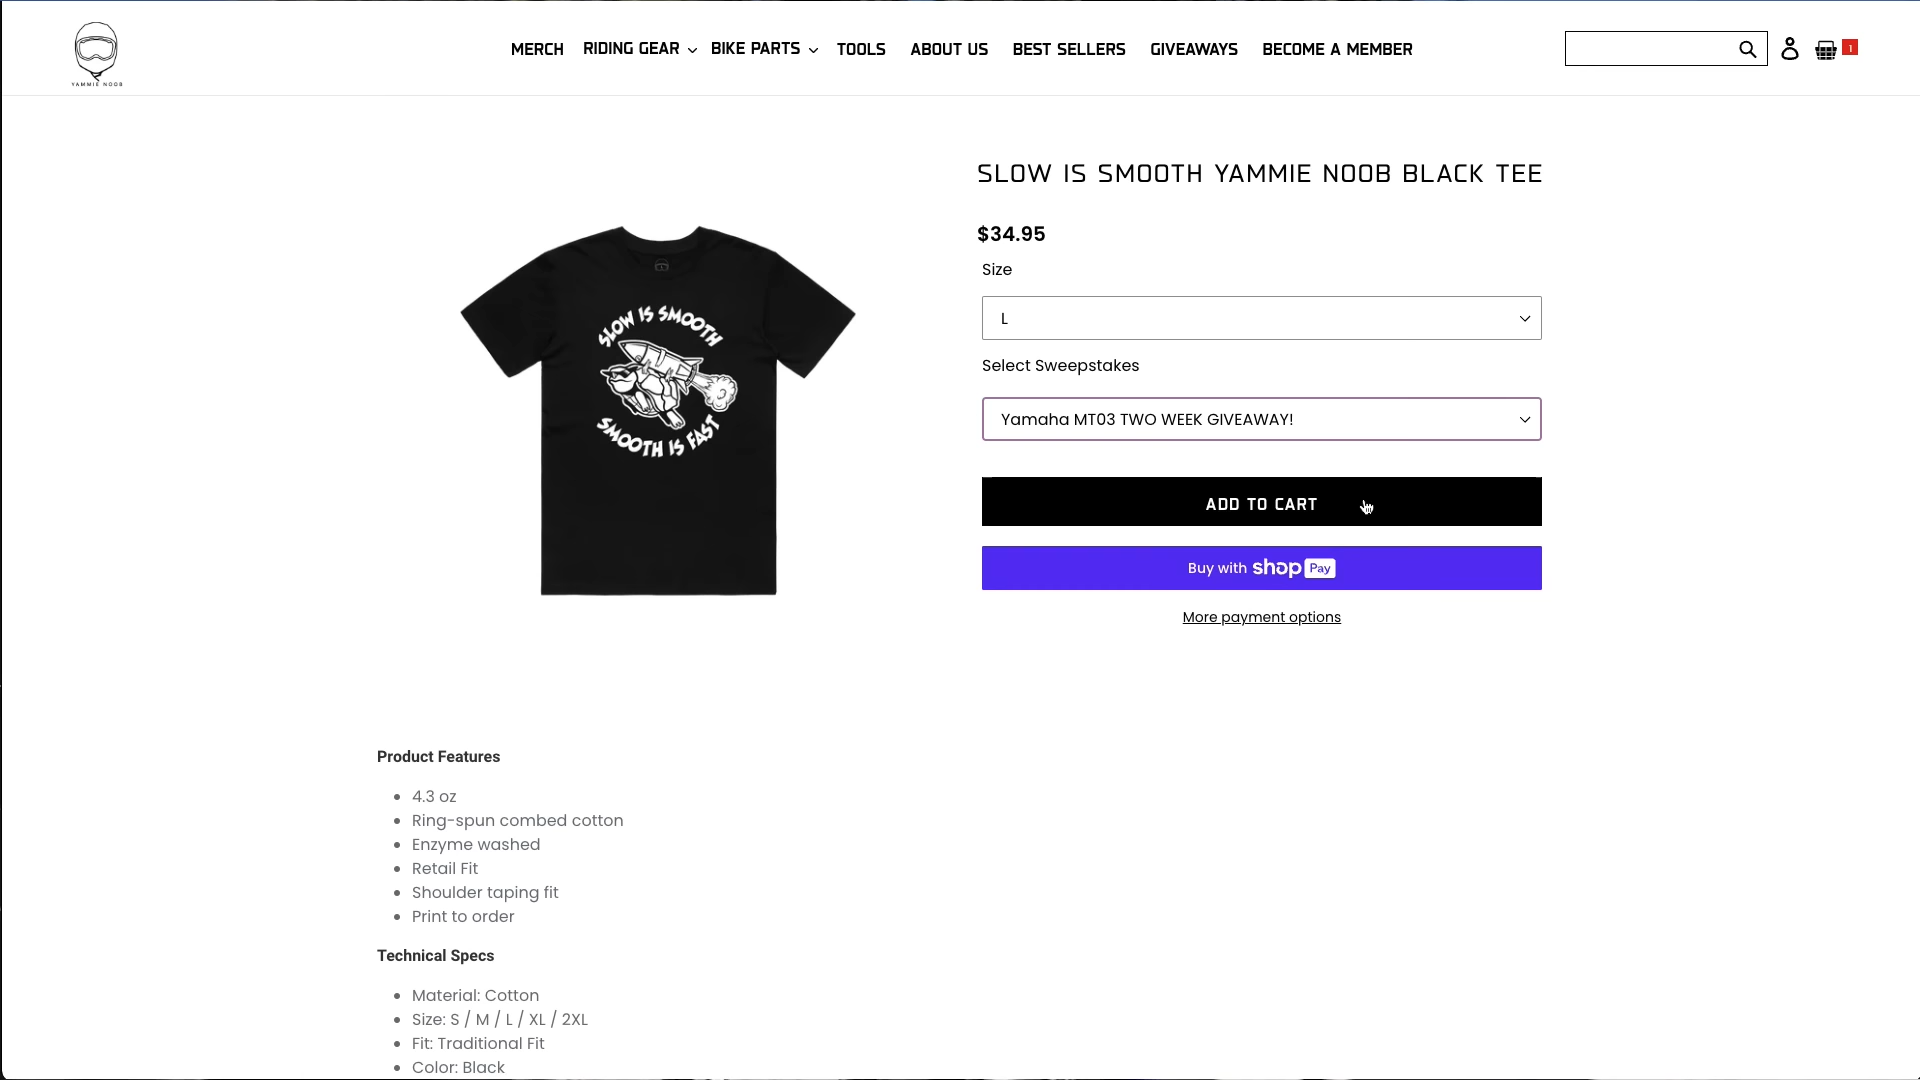 YAMMIE NOOB
MERCH
RIDING GEAR
BIKE PARTS
TOOLS
ABOUT US
BEST SELLERS
GIVEAWAYS
BECOME A MEMBER
1
SLOW IS SMOOTH YAMMIE NOOB BLACK TEE
$34.95
Size
L
Select Sweepstakes
Yamaha MT03 TWO WEEK GIVEAWAY!
ADD TO CART
Buy with shop Pay
More payment options
SLOW IS SMOOTH
SMOOTH IS FAST
Product Features
4.3 oz
Ring-spun combed cotton
Enzyme washed
Retail Fit
Shoulder taping fit
Print to order
Technical Specs
Material: Cotton
Size: S / M / L / XL / 2XL
Fit: Traditional Fit
Color: Black